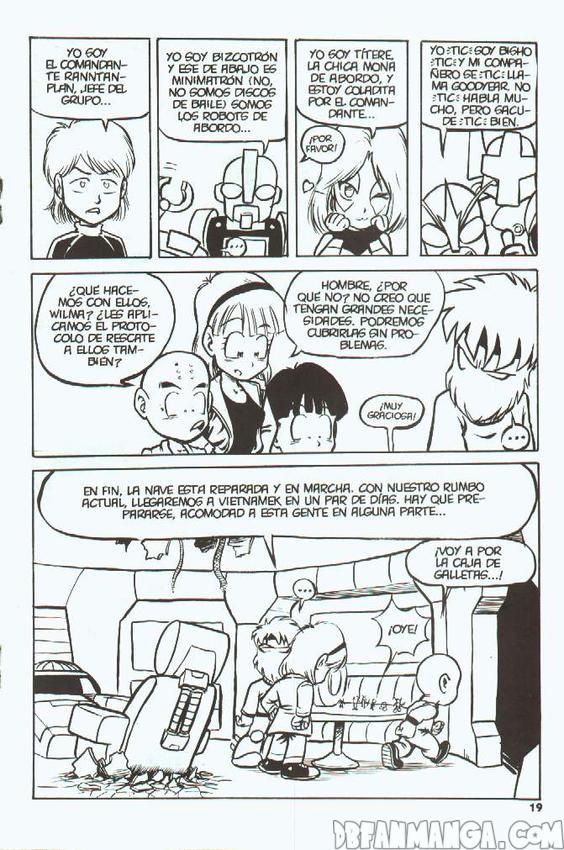 YO SOY
EL COMANDAN-
TE RANNTAN-
PLAN, JEFE DEL
GRUPO...
YO SOY BIZCOTRÓN
Y ESE DE ABAJO ES
MINIMATRÓN (NO,
NO SOMOS DISCOS
DE BAILE) SOMOS
LOS ROBOTS DE
ABORDO...
...
YO SOY TÍTERE,
LA CHICA MONA
DE ABORDO, Y
ESTOY COLADITA
POR EL COMAN-
DANTE...
¡POR
FAVOR!
YO :TIC: SOY BISHO
:TIC: Y MI COMPA-
ÑERO SE :TIC: LLA-
MA GOODYEAR. NO
:TIC: HABLA MU-
CHO, PERO SACU-
DE :TIC: BIEN.
...
¿QUÉ HACE-
MOS CON ELLOS,
WILMA? ¿LES APLI-
CAMOS EL PROTO-
COLO DE RESCATE
A ELLOS TAM-
BIÉN?
HOMBRE, ¿POR
QUÉ NO? NO CREO QUE
TENGAN GRANDES NECE-
SIDADES. PODREMOS
CUBRIRLAS SIN PRO-
BLEMAS.
¡MUY
GRACIOSA!
...
EN FIN, LA NAVE ESTA REPARADA Y EN MARCHA. CON NUESTRO RUMBO
ACTUAL, LLEGAREMOS A VIETNAMEK EN UN PAR DE DÍAS. HAY QUE PRE-
PARARSE, ACOMODAD A ESTA GENTE EN ALGUNA PARTE...
¡VOY A POR
LA CAJA DE
GALLETAS...!
...
¡OYE!
19
DBFANMANGA.COM